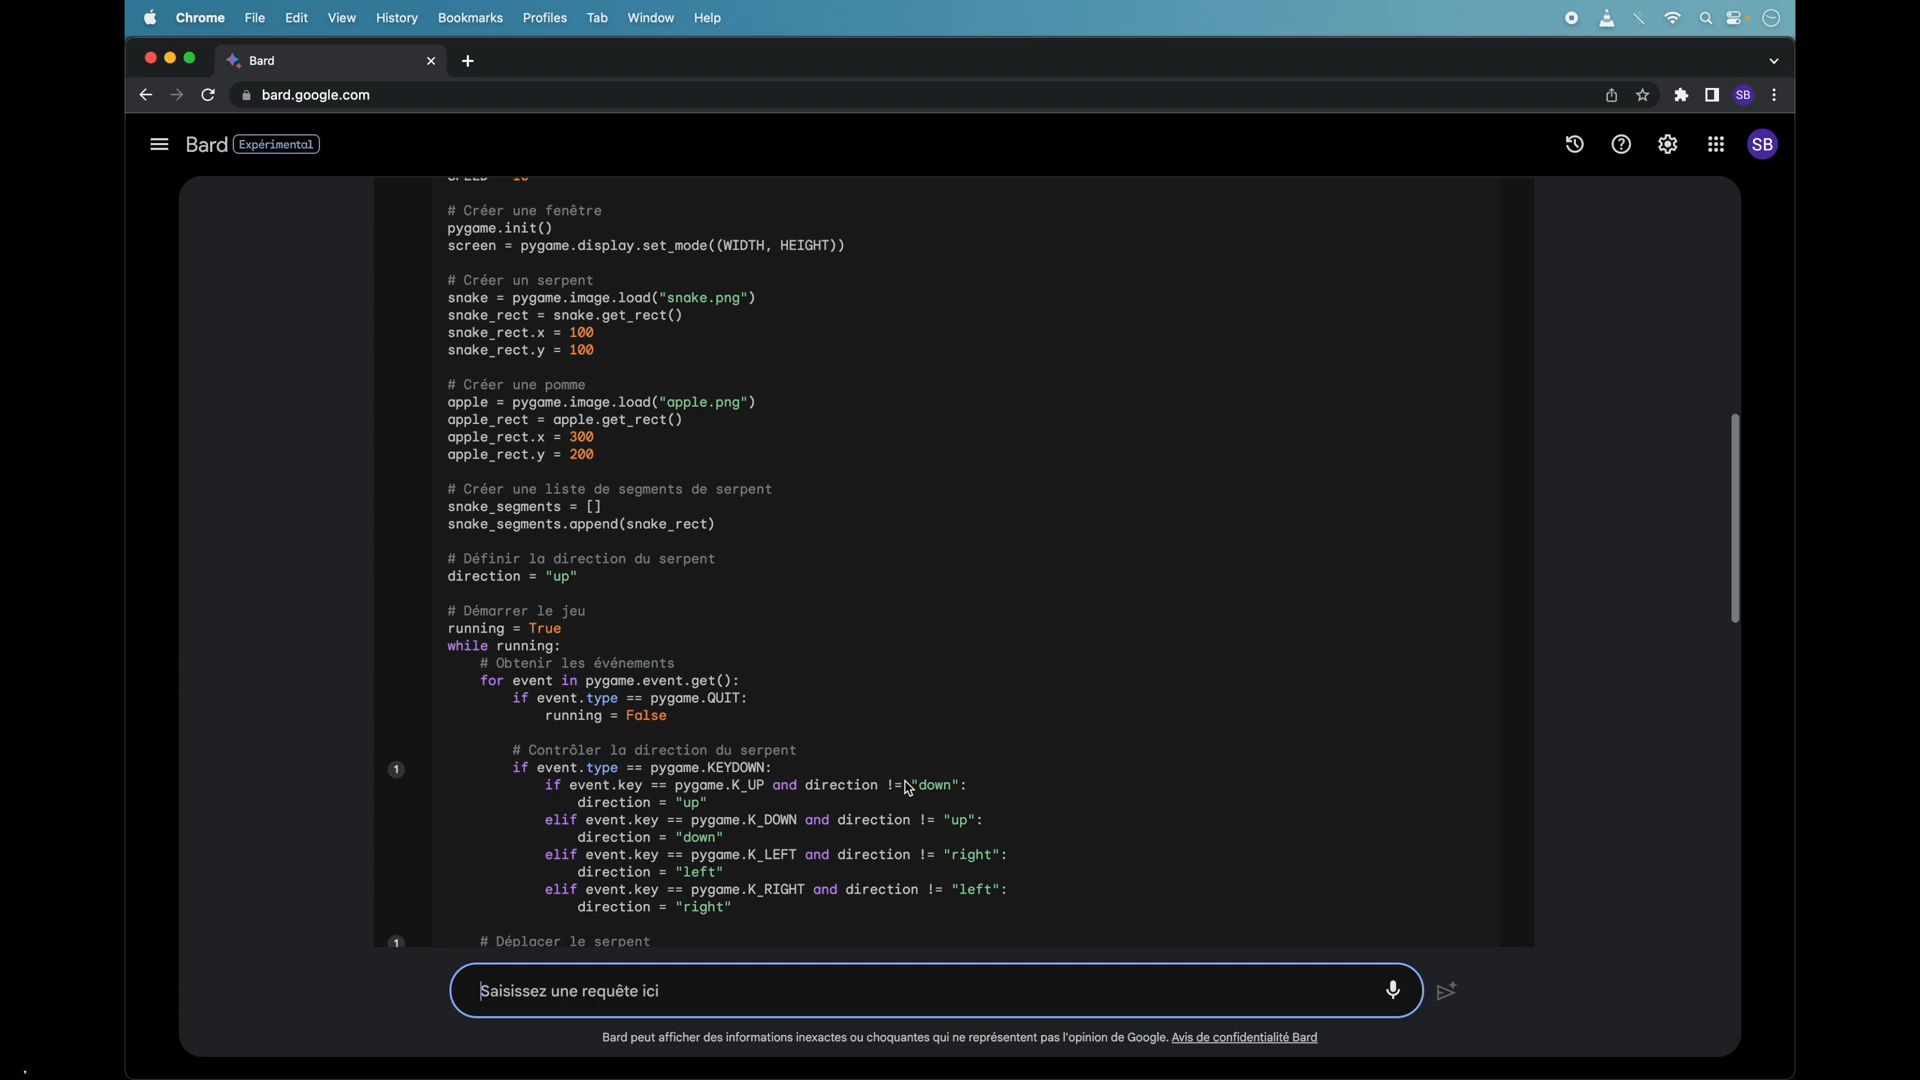 Chrome File Edit View History Bookmarks Profiles Tab Window Help
Bard
bard.google.com
SB
Bard Expérimental
SB
# Créer une fenêtre
pygame.init()
screen = pygame.display.set_mode((WIDTH, HEIGHT))
# Créer un serpent
snake = pygame.image.load("snake.png")
snake_rect = snake.get_rect()
snake_rect.x = 100
snake_rect.y = 100
# Créer une pomme
apple = pygame.image.load("apple.png")
apple_rect = apple.get_rect()
apple_rect.x = 300
apple_rect.y = 200
# Créer une liste de segments de serpent
snake_segments = []
snake_segments.append(snake_rect)
# Définir la direction du serpent
direction = "up"
# Démarrer le jeu
running = True
while running:
# Obtenir les événements
for event in pygame.event.get():
if event.type == pygame.QUIT:
running = False
# Contrôler la direction du serpent
1 if event.type == pygame.KEYDOWN:
if event.key == pygame.K_UP and direction != "down":
direction = "up"
elif event.key == pygame.K_DOWN and direction != "up":
direction = "down"
elif event.key == pygame.K_LEFT and direction != "right":
direction = "left"
elif event.key == pygame.K_RIGHT and direction != "left":
direction = "right"
1 # Déplacer le serpent
Saisissez une requête ici
Bard peut afficher des informations inexactes ou choquantes qui ne représentent pas l'opinion de Google. Avis de confidentialité Bard